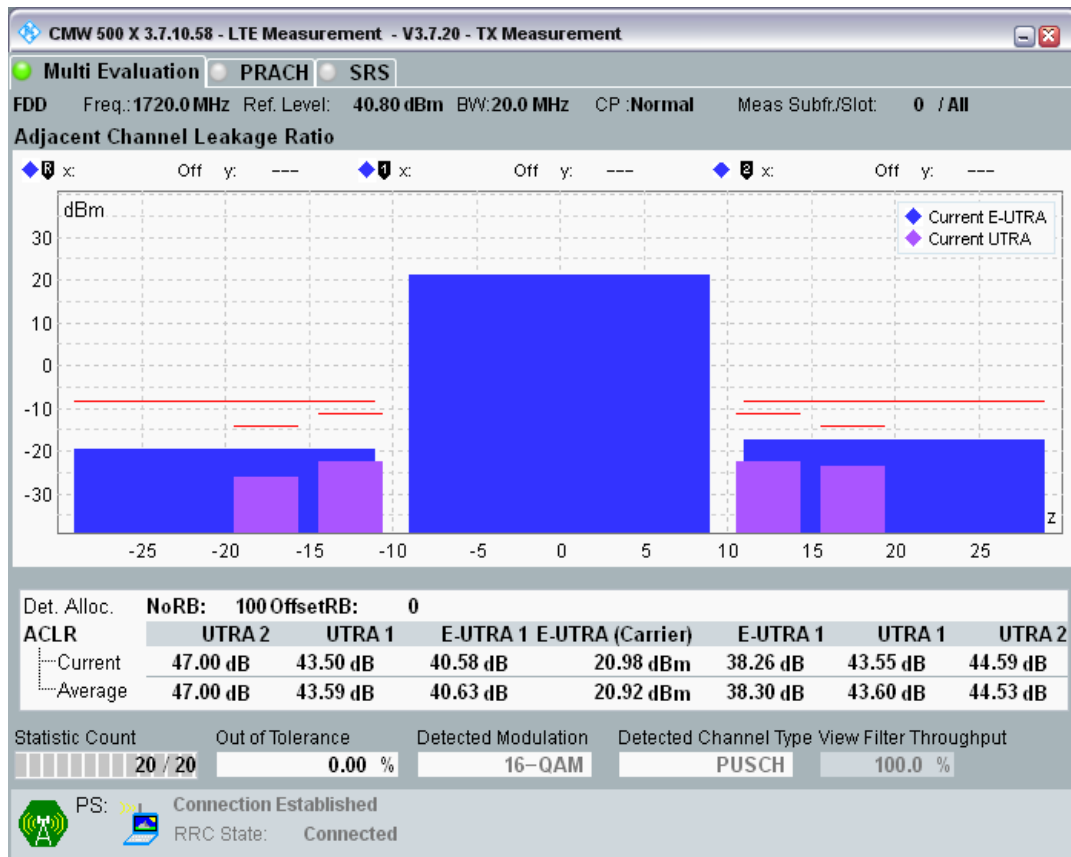 CMW 500 X 3.7.10.58 - LTE Measurement - V3.7.20 - TX Measurement
Multi Evaluation PRACH SRS
FDD Freq.:1720.0 MHz Ref. Level: 40.80 dBm BW:20.0 MHz CP :Normal Meas Subfr./Slot: 0 / All
Adjacent Channel Leakage Ratio
R x: Off y: --- 1 x: Off y: --- 2 x: Off y: ---
dBm
Current E-UTRA
Current UTRA
30
20
10
0
-10
-20
-30
z
-25 -20 -15 -10 -5 0 5 10 15 20 25
Det. Alloc. NoRB: 100 OffsetRB: 0
ACLR UTRA 2 UTRA 1 E-UTRA 1 E-UTRA (Carrier) E-UTRA 1 UTRA 1 UTRA 2
Current 47.00 dB 43.50 dB 40.58 dB 20.98 dBm 38.26 dB 43.55 dB 44.59 dB
Average 47.00 dB 43.59 dB 40.63 dB 20.92 dBm 38.30 dB 43.60 dB 44.53 dB
Statistic Count Out of Tolerance Detected Modulation Detected Channel Type View Filter Throughput
20 / 20 0.00 % 16-QAM PUSCH 100.0 %
PS: Connection Established
RRC State: Connected